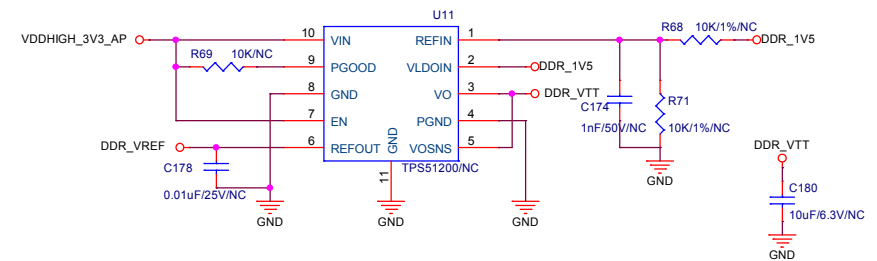 U11
VDDHIGH_3V3_AP
10
VIN
REFIN
1
R68
10K/1%/NC
DDR_1V5
R69
10K/NC
9
PGOOD
VLDOIN
2
DDR_1V5
8
GND
VO
3
DDR_VTT
C174
1nF/50V/NC
R71
10K/1%/NC
7
EN
PGND
4
DDR_VREF
6
REFOUT
GND
VOSNS
5
TPS51200/NC
11
C178
0.01uF/25V/NC
GND
GND
GND
GND
DDR_VTT
C180
10uF/6.3V/NC
GND